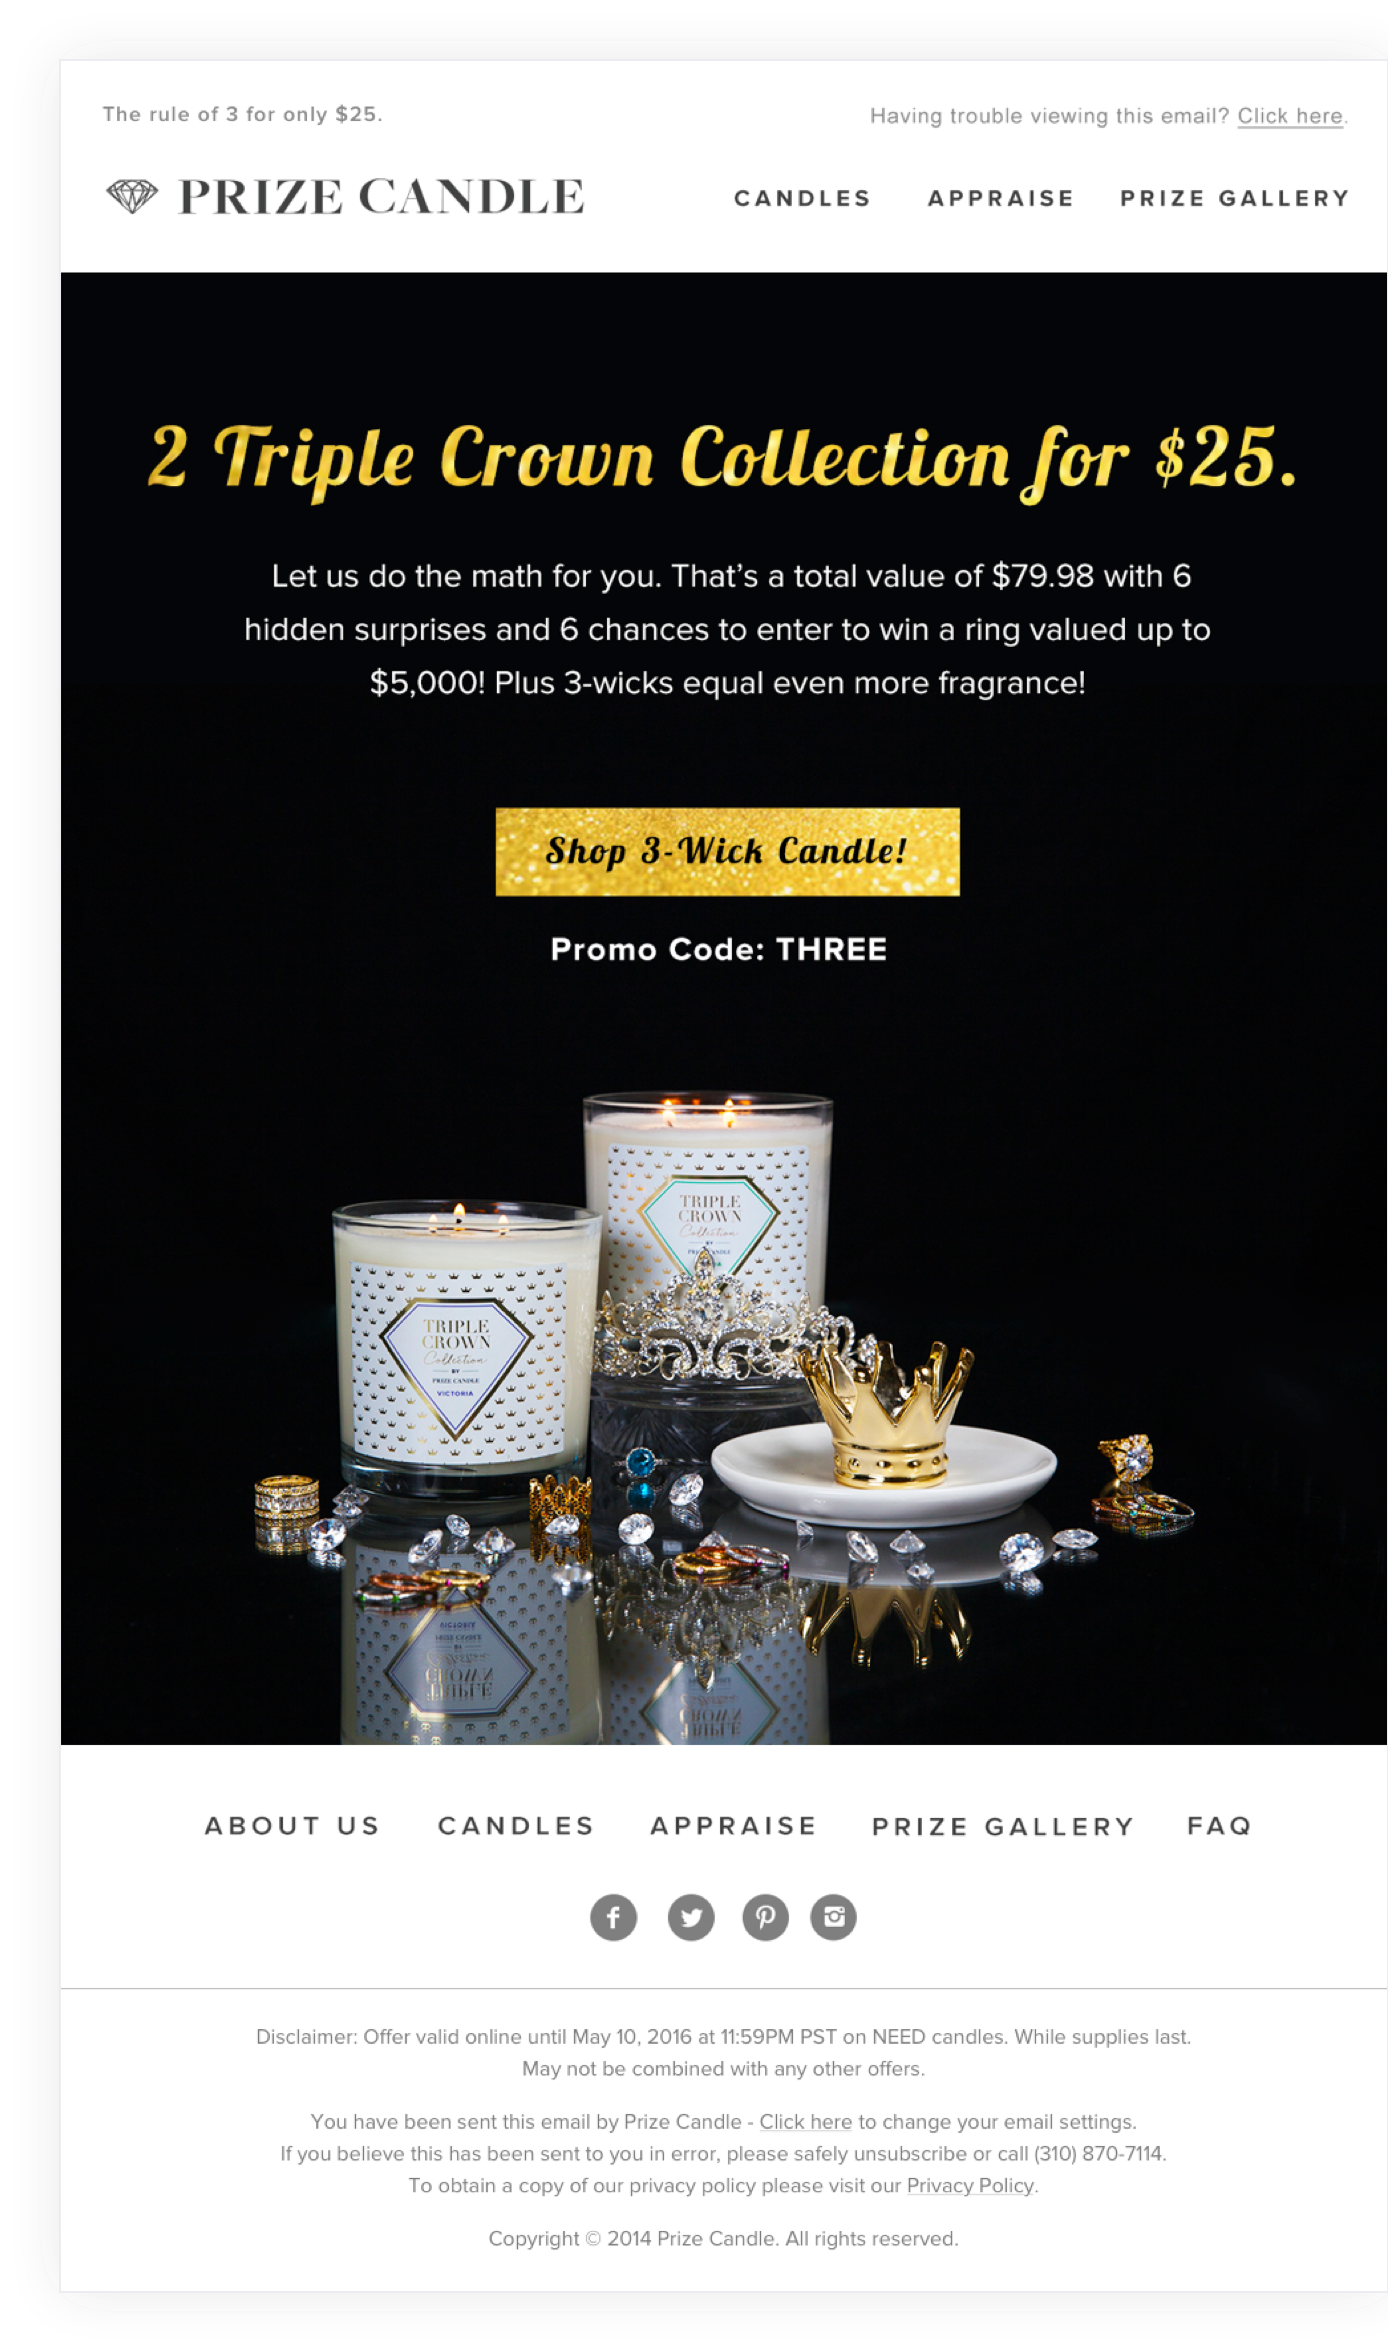 The rule of 3 for only $25.
Having trouble viewing this email? Click here.
PRIZE CANDLE
CANDLES APPRAISE PRIZE GALLERY
2 Triple Crown Collection for $25.
Let us do the math for you. That's a total value of $79.98 with 6
hidden surprises and 6 chances to enter to win a ring valued up to
$5,000! Plus 3-wicks equal even more fragrance!
Shop 3-Wick Candle!
Promo Code: THREE
TRIPLE
CROWN
Collection
TRIPLE
CROWN
Collection
BY
PRIZE CANDLE
VICTORIA
ABOUT US CANDLES APPRAISE PRIZE GALLERY FAQ
Disclaimer: Offer valid online until May 10, 2016 at 11:59PM PST on NEED candles. While supplies last.
May not be combined with any other offers.
You have been sent this email by Prize Candle - Click here to change your email settings.
If you believe this has been sent to you in error, please safely unsubscribe or call (310) 870-7114.
To obtain a copy of our privacy policy please visit our Privacy Policy.
Copyright © 2014 Prize Candle. All rights reserved.